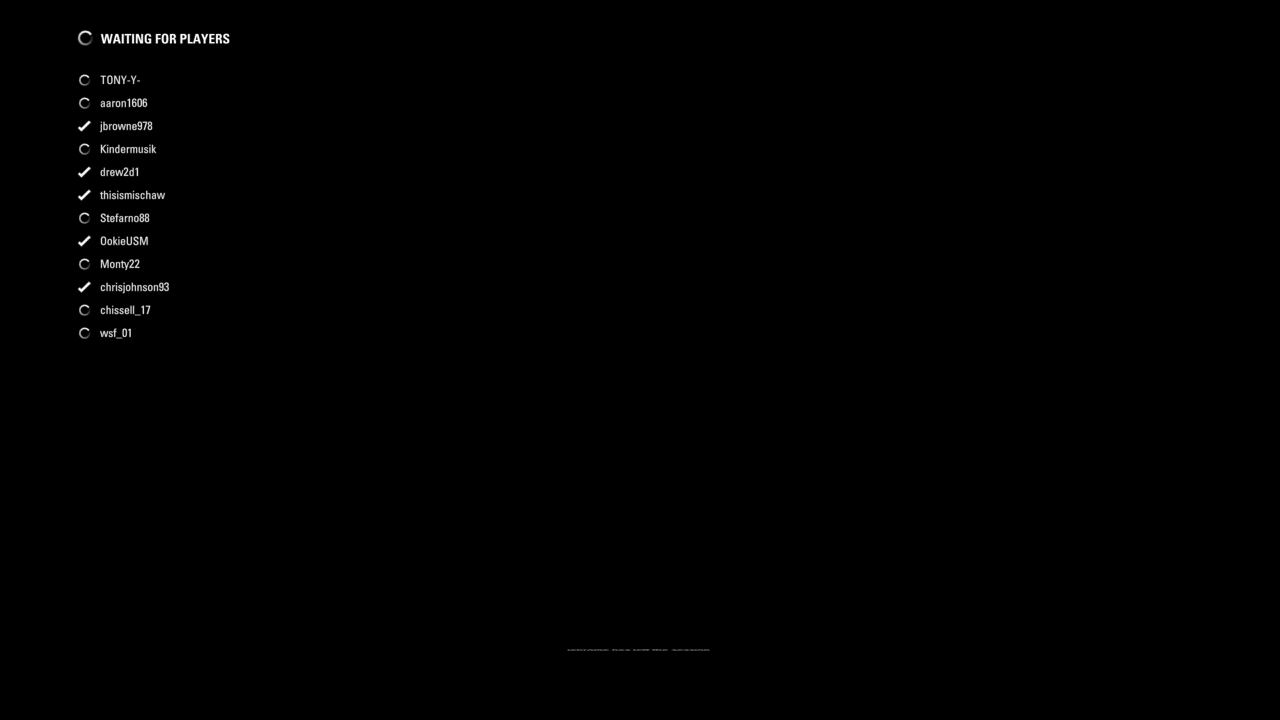 WAITING FOR PLAYERS
TONY-Y-
aaron1606
jbrowne978
Kindermusik
drew2d1
thisismischaw
Stefarno88
OokieUSM
Monty22
chrisjohnson93
chissell_17
wsf_01